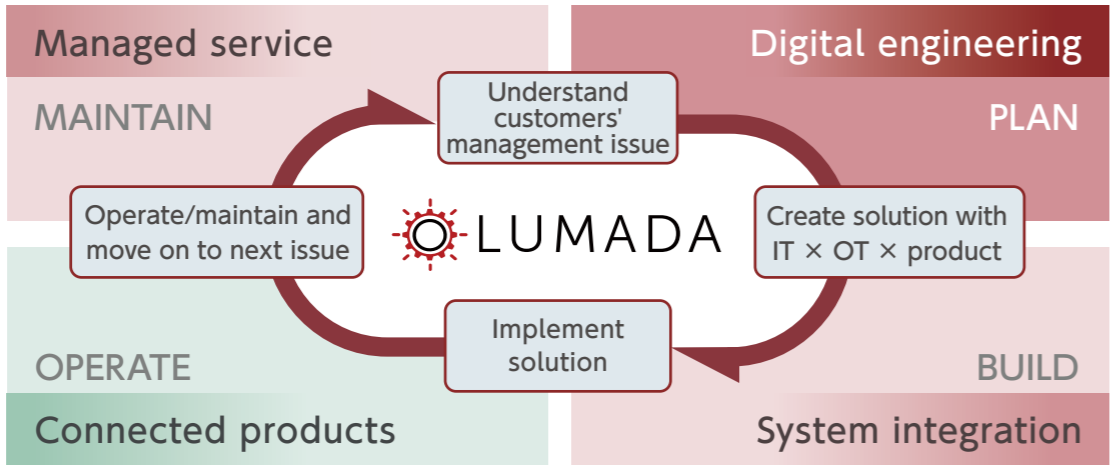 Managed service
Digital engineering
MAINTAIN
PLAN
Understand
customers'
management issue
Operate/maintain and
move on to next issue
LUMADA
Create solution with
IT × OT × product
Implement
solution
OPERATE
BUILD
Connected products
System integration